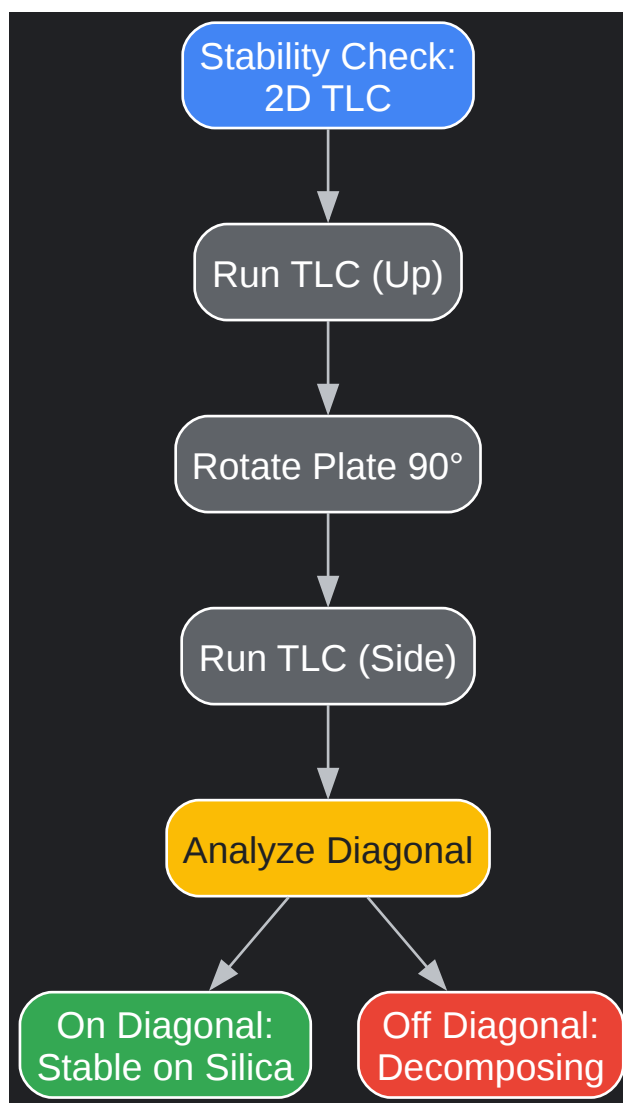 Stability Check:
2D TLC
Run TLC (Up)
Rotate Plate 90°
Run TLC (Side)
Analyze Diagonal
On Diagonal:
Stable on Silica
Off Diagonal:
Decomposing